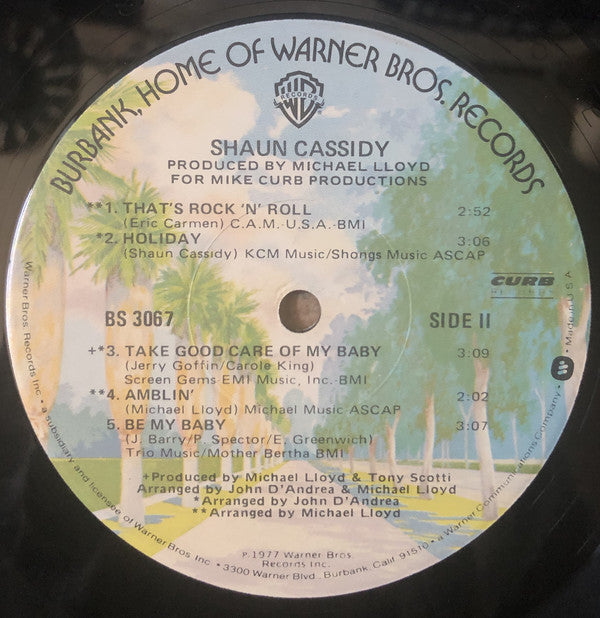 BURBANK, HOME OF WARNER BROS. RECORDS
WB
RECORDS
SHAUN CASSIDY
PRODUCED BY MICHAEL LLOYD
FOR MIKE CURB PRODUCTIONS
**1. THAT'S ROCK 'N' ROLL 2:52
(Eric Carmen) C.A.M.-U.S.A.-BMI
*2. HOLIDAY 3:06
(Shaun Cassidy) KCM Music/Shongs Music ASCAP
CURB
RECORDS
BS 3067 SIDE II
+*3. TAKE GOOD CARE OF MY BABY 3:09
(Jerry Goffin/Carole King)
Screen Gems-EMI Music, Inc.-BMI
**4. AMBLIN' 2:02
(Michael Lloyd) Michael Music ASCAP
5. BE MY BABY 3:07
(J. Barry/P. Spector/E. Greenwich)
Trio Music/Mother Bertha BMI
+Produced by Michael Lloyd & Tony Scotti
Arranged by John D'Andrea & Michael Lloyd
*Arranged by John D'Andrea
**Arranged by Michael Lloyd
P. 1977 Warner Bros.
Records Inc.
Warner Bros. Records Inc. • a subsidiary and licensee of Warner Bros. Inc. • 3300 Warner Blvd., Burbank, Calif. 91510 • a Warner Communications Company • Made in U.S.A.